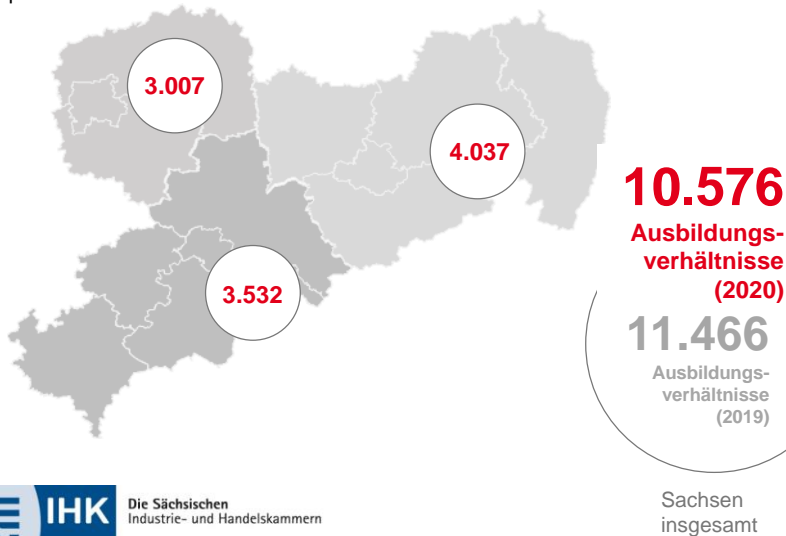 3.007
4.037
3.532
10.576
Ausbildungs-
verhältnisse
(2020)
11.466
Ausbildungs-
verhältnisse
(2019)
Sachsen
insgesamt
IHK
Die Sächsischen
Industrie- und Handelskammern